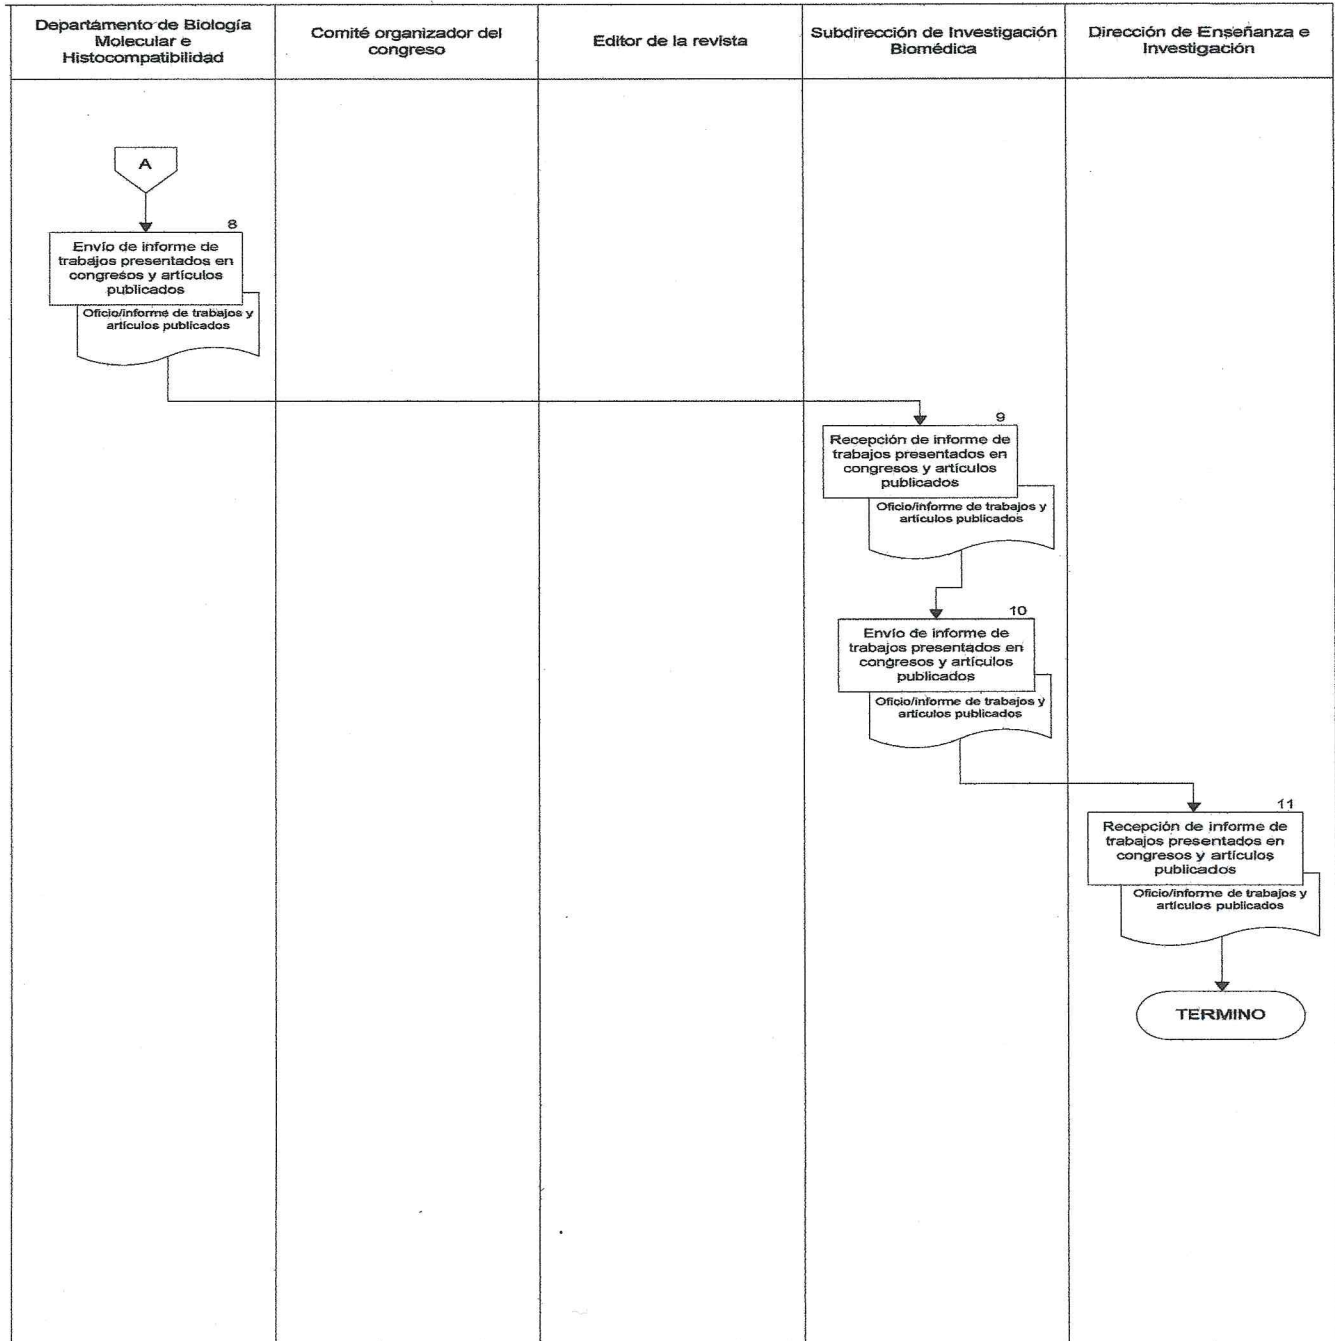 Departamento de Biología
Molecular e
Histocompatibilidad
Comité organizador del
congreso
Editor de la revista
Subdirección de Investigación
Biomédica
Dirección de Enseñanza e
Investigación
A
8
Envío de informe de
trabajos presentados en
congresos y artículos
publicados
Oficio/informe de trabajos y
artículos publicados
9
Recepción de informe de
trabajos presentados en
congresos y artículos
publicados
Oficio/informe de trabajos y
artículos publicados
10
Envío de informe de
trabajos presentados en
congresos y artículos
publicados
Oficio/informe de trabajos y
artículos publicados
11
Recepción de informe de
trabajos presentados en
congresos y artículos
publicados
Oficio/informe de trabajos y
artículos publicados
TERMINO